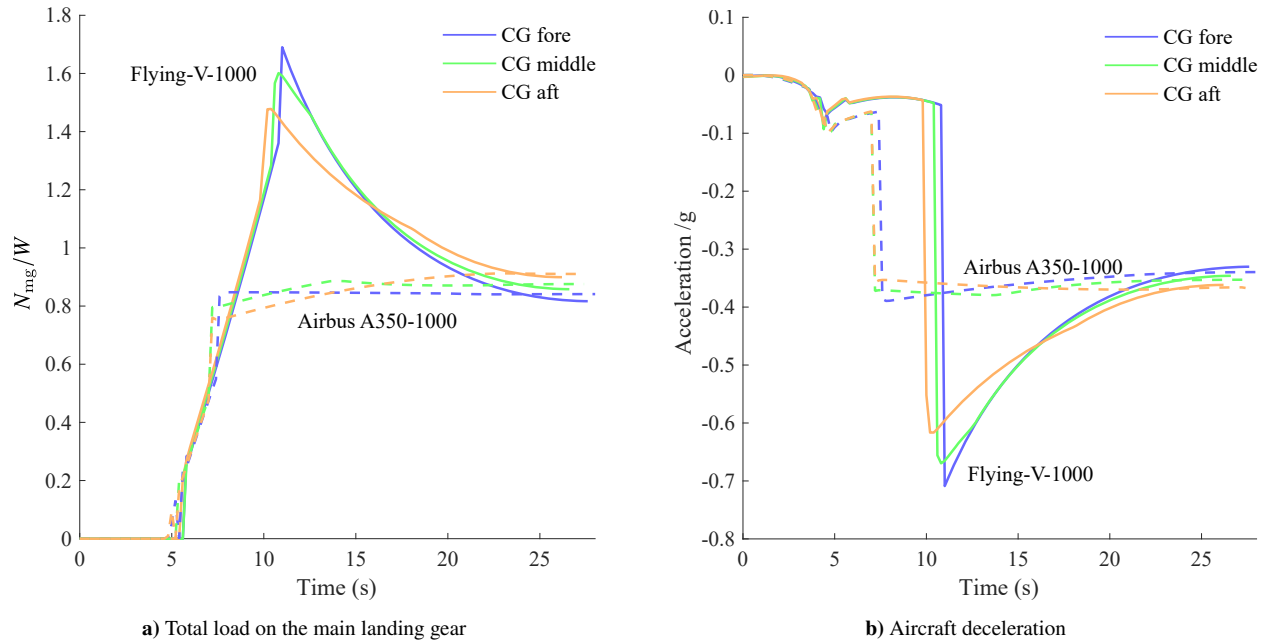 CG fore
CG middle
CG aft
Flying-V-1000
Airbus A350-1000
1.8
1.6
1.4
1.2
1
0.8
0.6
0.4
0.2
0
N_mg/W
0 5 10 15 20 25
Time (s)
a) Total load on the main landing gear
CG fore
CG middle
CG aft
Airbus A350-1000
Flying-V-1000
0
-0.1
-0.2
-0.3
-0.4
-0.5
-0.6
-0.7
-0.8
Acceleration /g
0 5 10 15 20 25
Time (s)
b) Aircraft deceleration